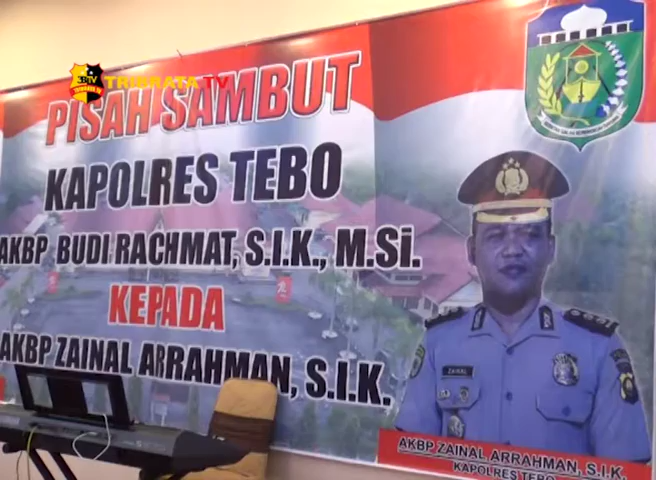 TRIBRATA TV
PISAH SAMBUT
KAPOLRES TEBO
AKBP BUDI RACHMAT, S.I.K., M.Si.
KEPADA
AKBP ZAINAL ARRAHMAN, S.I.K.
ZAINAL
AKBP ZAINAL ARRAHMAN, S.I.K.
KAPOLRES TEBO